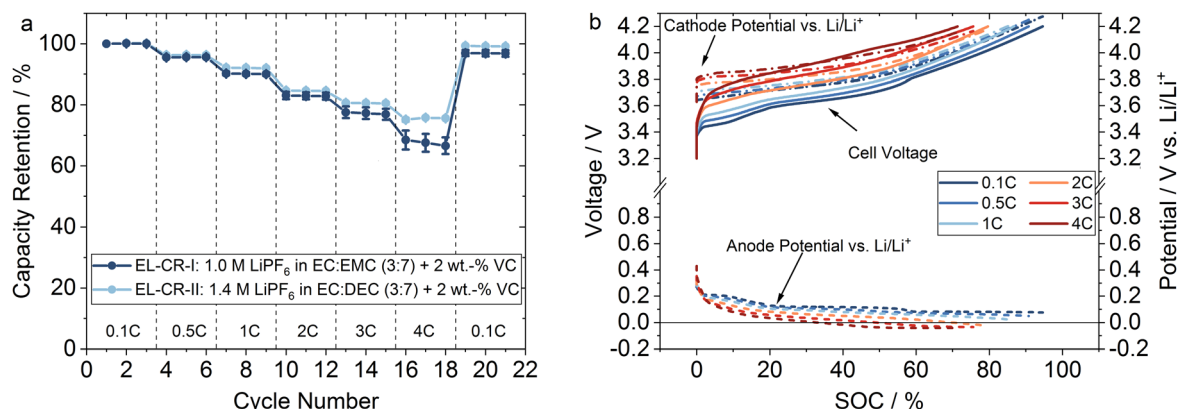 a
Capacity Retention / %
100
80
60
40
20
0
EL-CR-I: 1.0 M LiPF6 in EC:EMC (3:7) + 2 wt.-% VC
EL-CR-II: 1.4 M LiPF6 in EC:DEC (3:7) + 2 wt.-% VC
0.1C 0.5C 1C 2C 3C 4C 0.1C
0 2 4 6 8 10 12 14 16 18 20 22
Cycle Number
b
Voltage / V
4.2
4.0
3.8
3.6
3.4
3.2
0.8
0.6
0.4
0.2
0.0
-0.2
Cathode Potential vs. Li/Li+
Cell Voltage
0.1C 2C
0.5C 3C
1C 4C
Anode Potential vs. Li/Li+
0 20 40 60 80 100
SOC / %
4.2
4.0
3.8
3.6
3.4
3.2
0.8
0.6
0.4
0.2
0.0
-0.2
Potential / V vs. Li/Li+